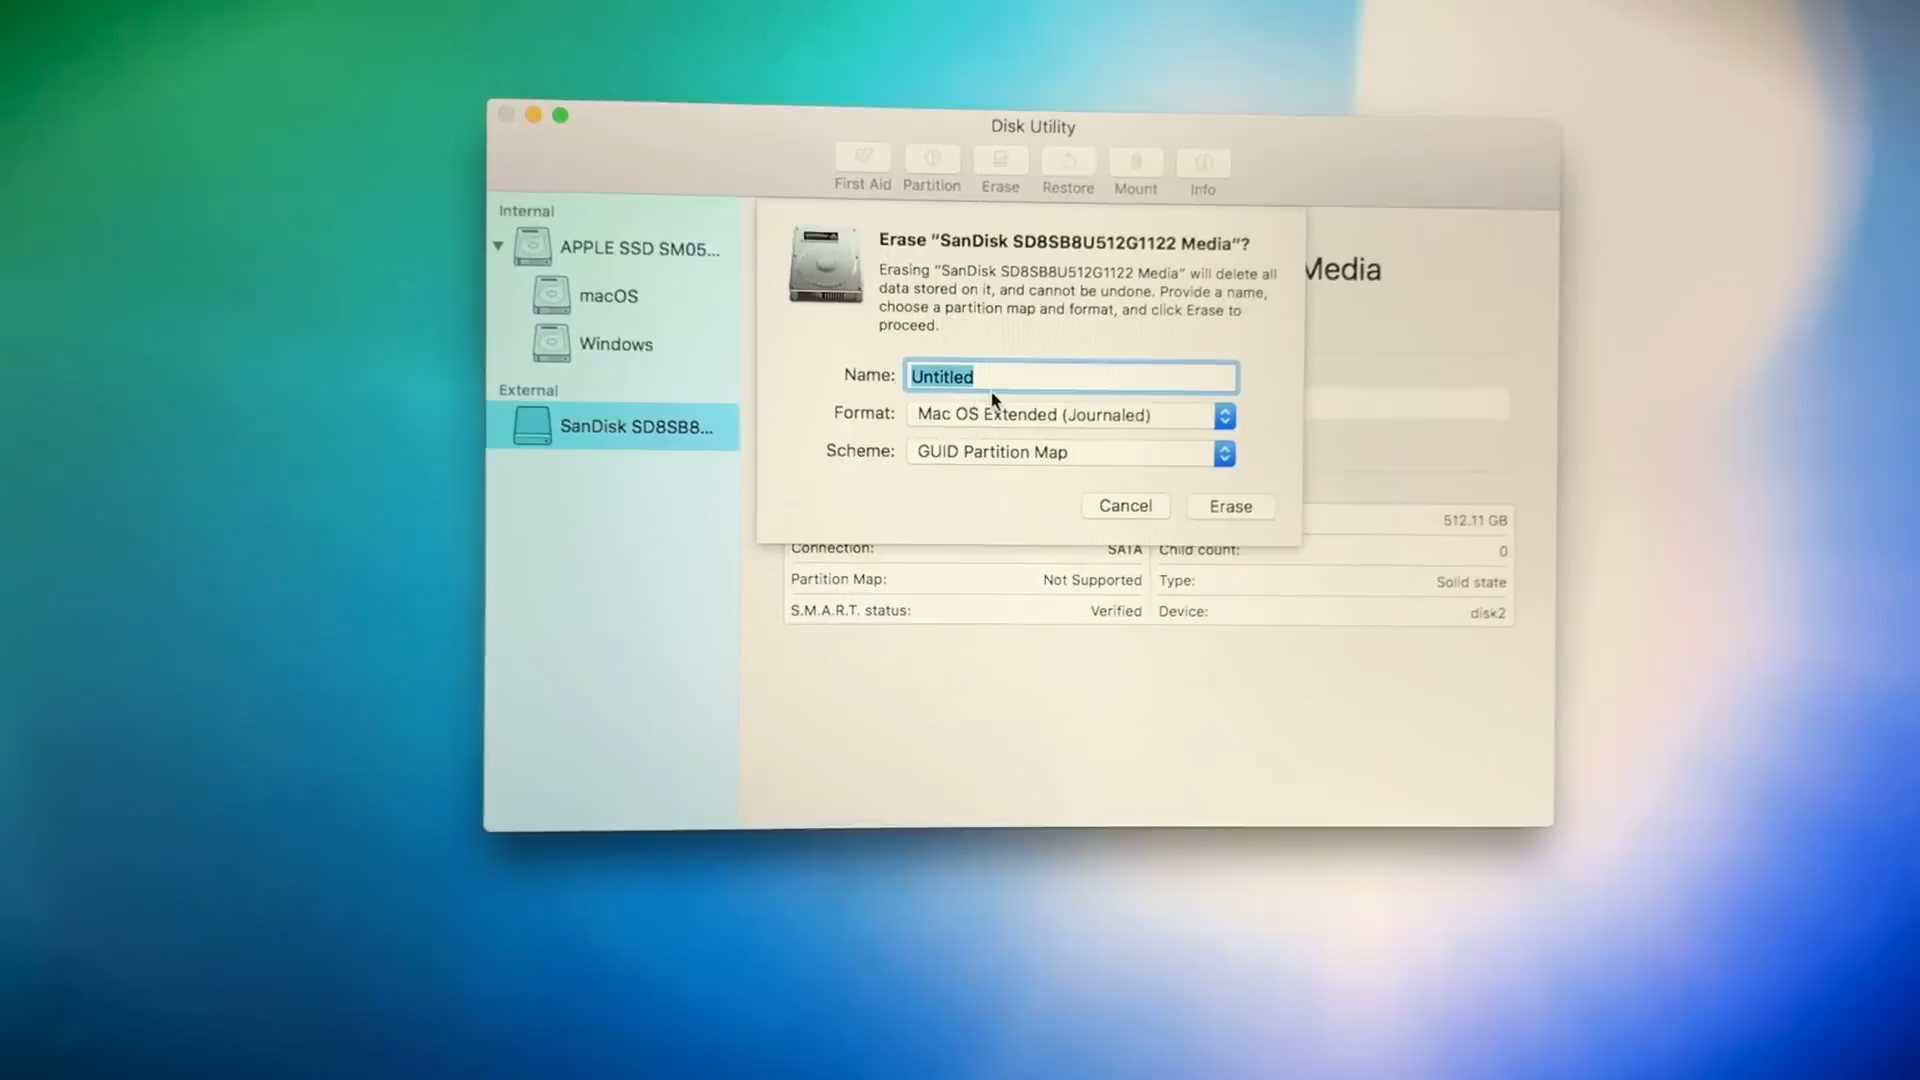 Disk Utility
First Aid
Partition
Erase
Restore
Mount
Info
Internal
APPLE SSD SM05...
macOS
Windows
External
SanDisk SD8SB8...
Erase “SanDisk SD8SB8U512G1122 Media”?
Erasing “SanDisk SD8SB8U512G1122 Media” will delete all
data stored on it, and cannot be undone. Provide a name,
choose a partition map and format, and click Erase to
proceed.
Name: Untitled
Format: Mac OS Extended (Journaled)
Scheme: GUID Partition Map
Cancel
Erase
Media
512.11 GB
Connection: SATA
Child count: 0
Partition Map: Not Supported
Type: Solid state
S.M.A.R.T. status: Verified
Device: disk2